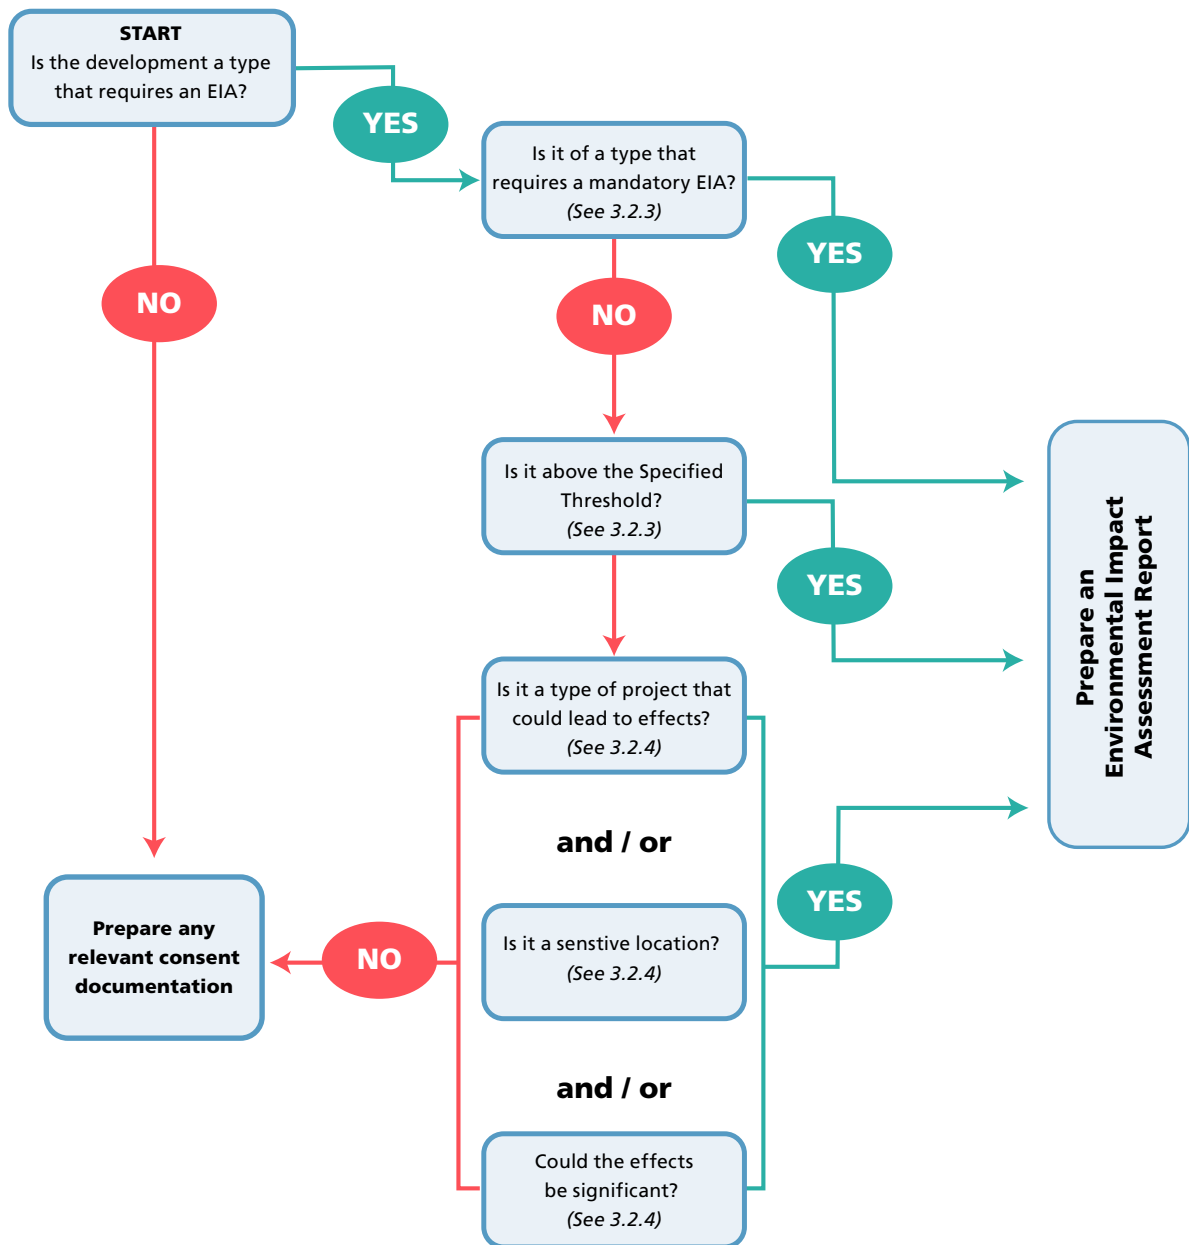 START
Is the development a type
that requires an EIA?
YES
Is it of a type that
requires a mandatory EIA?
(See 3.2.3)
YES
NO
NO
Is it above the Specified
Threshold?
(See 3.2.3)
YES
Prepare an
Environmental Impact
Assessment Report
Is it a type of project that
could lead to effects?
(See 3.2.4)
and / or
YES
Prepare any
relevant consent
documentation
NO
Is it a senstive location?
(See 3.2.4)
and / or
Could the effects
be significant?
(See 3.2.4)